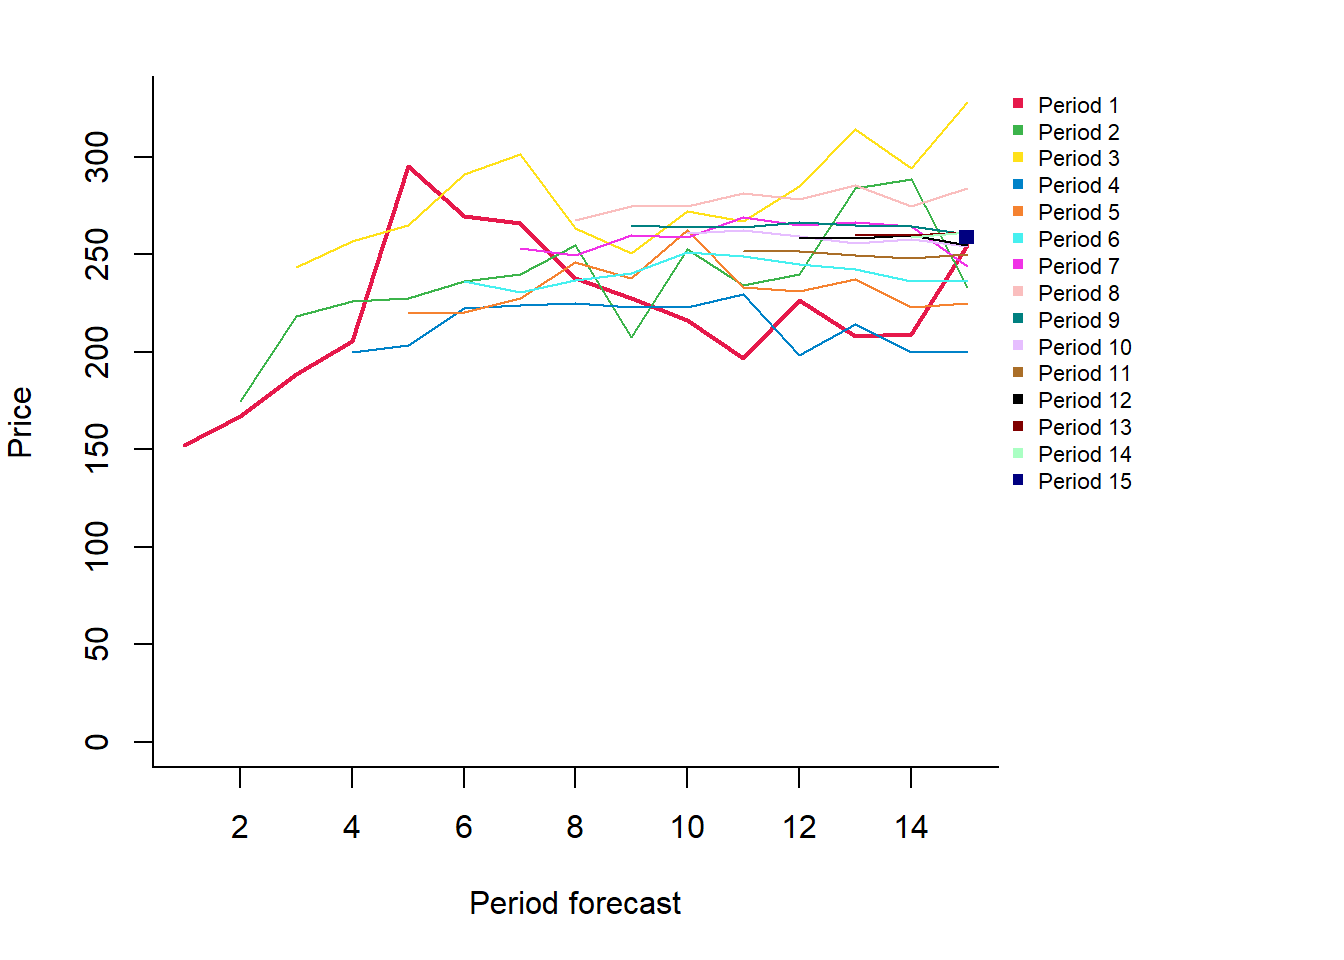 300
250
200
150
100
50
0
Price
2 4 6 8 10 12 14
Period forecast
Period 1
Period 2
Period 3
Period 4
Period 5
Period 6
Period 7
Period 8
Period 9
Period 10
Period 11
Period 12
Period 13
Period 14
Period 15